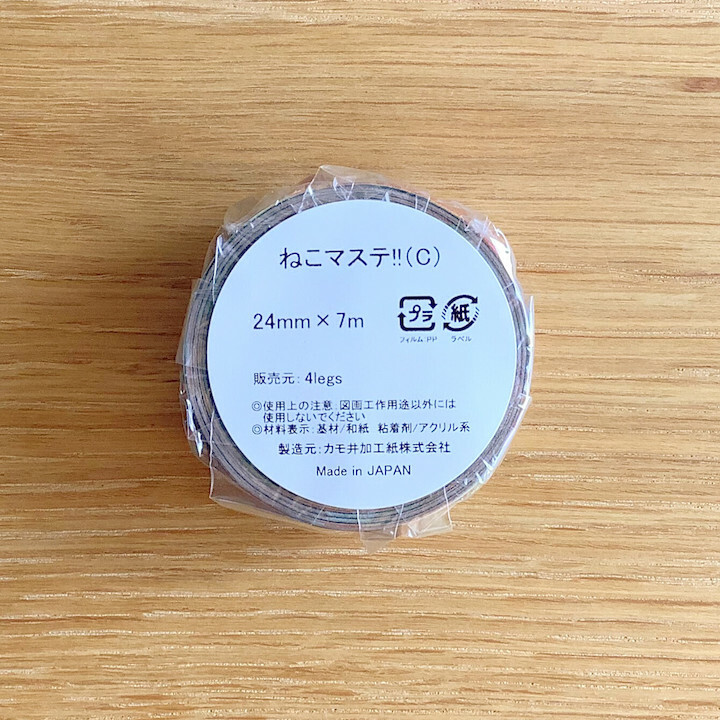 ねこマステ!!(C)
24mm×7m
プラ 紙
フィルム:PP ラベル
販売元:4legs
◎使用上の注意:図画工作用途以外には
使用しないでください
◎材料表示:基材/和紙 粘着剤/アクリル系
製造元:カモ井加工紙株式会社
Made in JAPAN